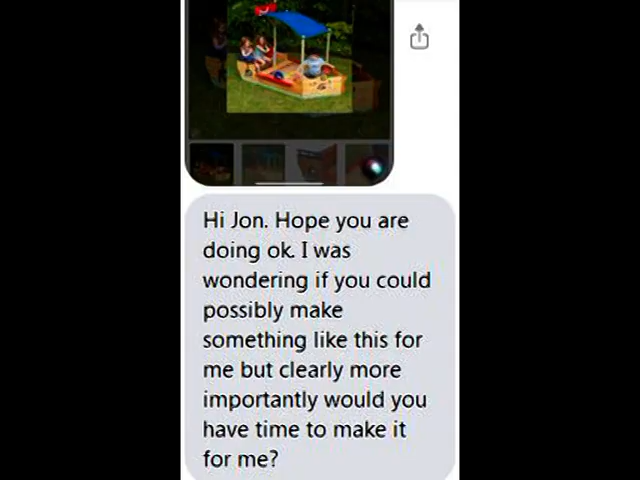 Hi Jon. Hope you are
doing ok. I was
wondering if you could
possibly make
something like this for
me but clearly more
importantly would you
have time to make it
for me?